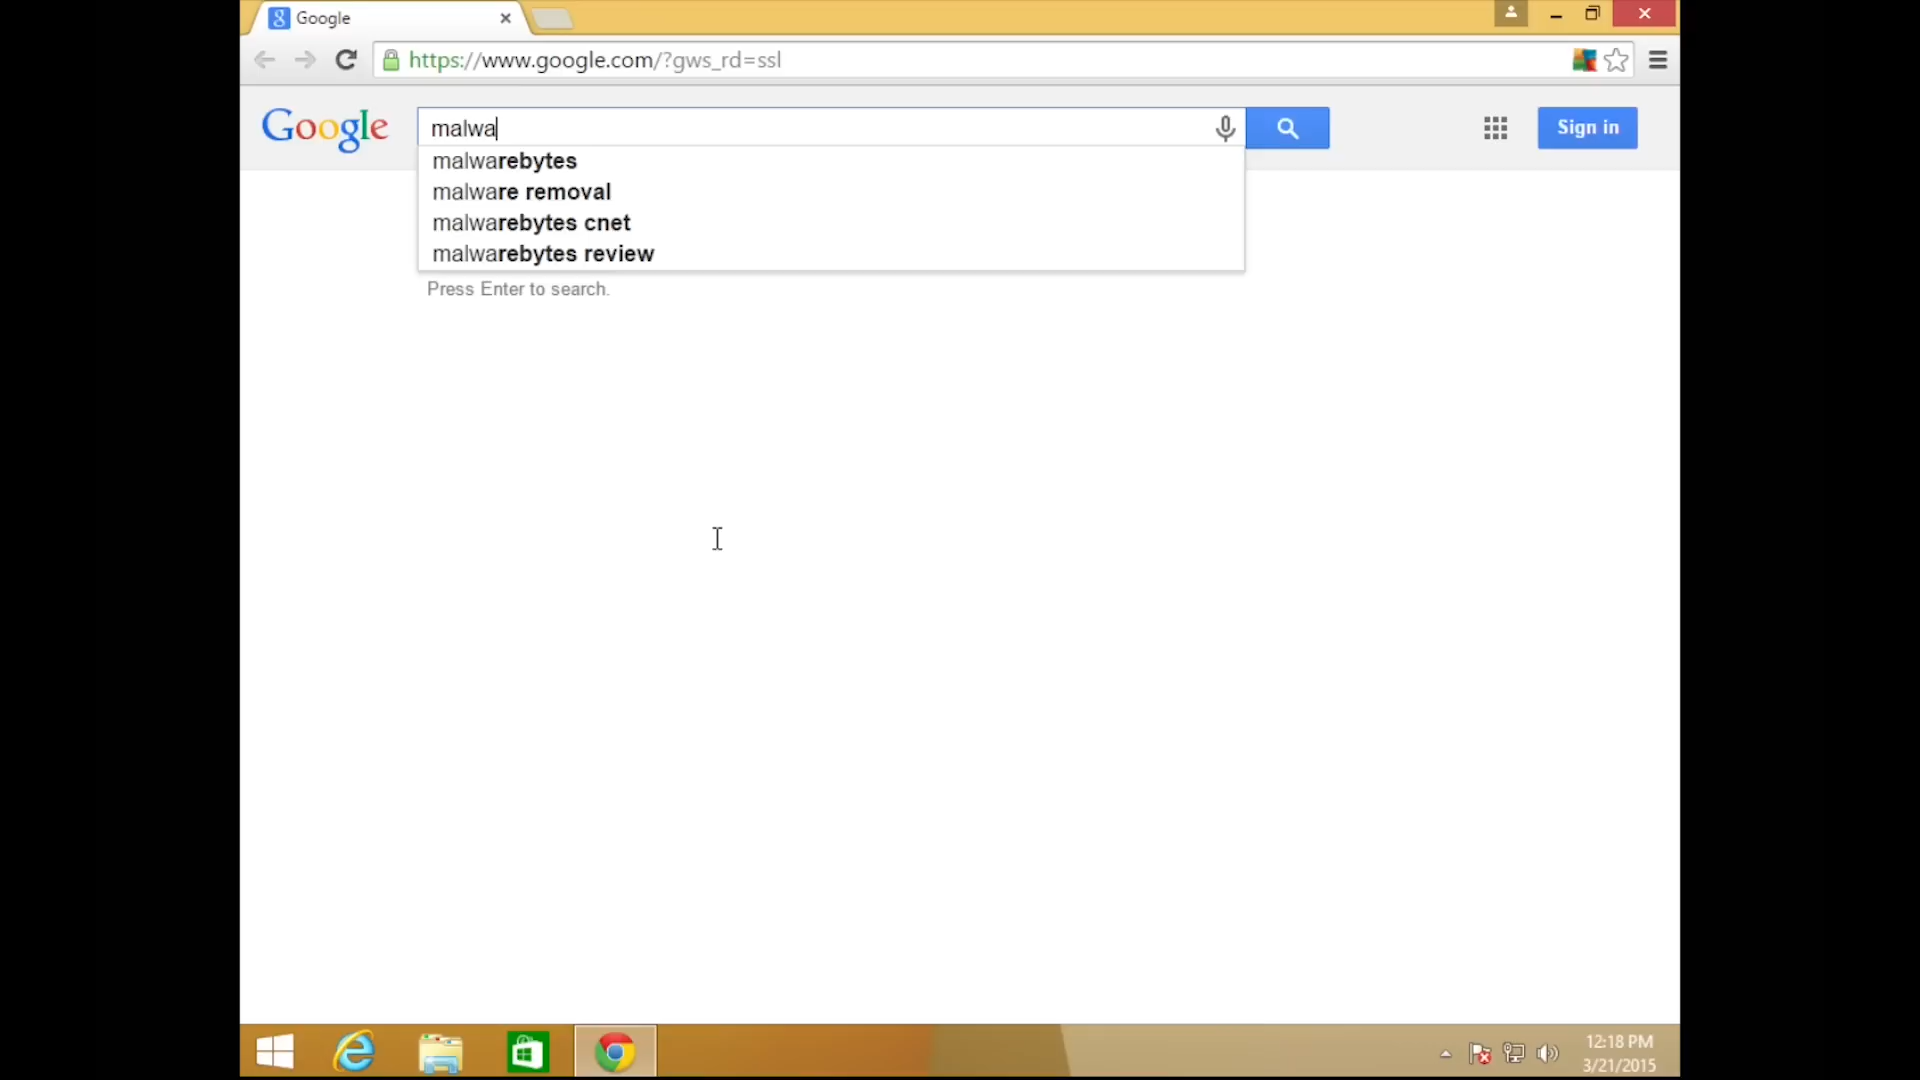 Google
https://www.google.com/?gws_rd=ssl
Google
malwa
Sign in
malwarebytes
malware removal
malwarebytes cnet
malwarebytes review
Press Enter to search.
12:18 PM
3/21/2015